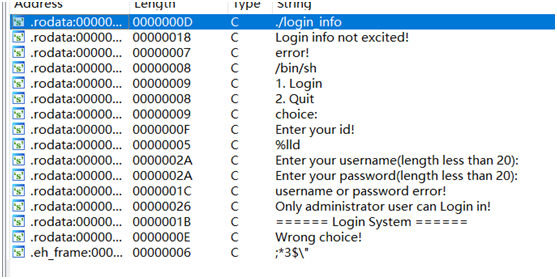 Address Length Type String
.rodata:00000... 0000000D C ./login_info
.rodata:00000... 00000018 C Login info not excited!
.rodata:00000... 00000007 C error!
.rodata:00000... 00000008 C /bin/sh
.rodata:00000... 00000009 C 1. Login
.rodata:00000... 00000008 C 2. Quit
.rodata:00000... 00000009 C choice:
.rodata:00000... 0000000F C Enter your id!
.rodata:00000... 00000005 C %lld
.rodata:00000... 0000002A C Enter your username(length less than 20):
.rodata:00000... 0000002A C Enter your password(length less than 20):
.rodata:00000... 0000001C C username or password error!
.rodata:00000... 00000026 C Only administrator user can Login in!
.rodata:00000... 0000001B C ====== Login System ======
.rodata:00000... 0000000E C Wrong choice!
.eh_frame:000... 00000006 C ;*3$\"